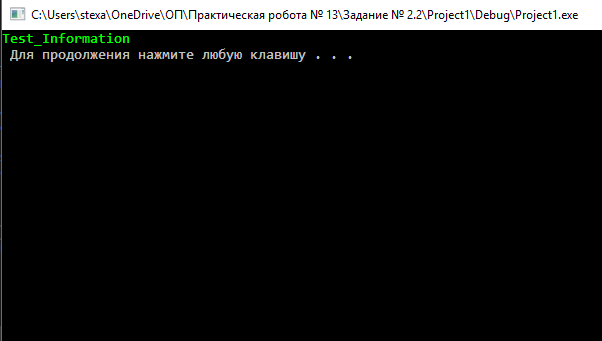 C:\Users\stexa\OneDrive\ОП\Практическая робота № 13\Задание № 2.2\Project1\Debug\Project1.exe
Test_Information
Для продолжения нажмите любую клавишу . . .